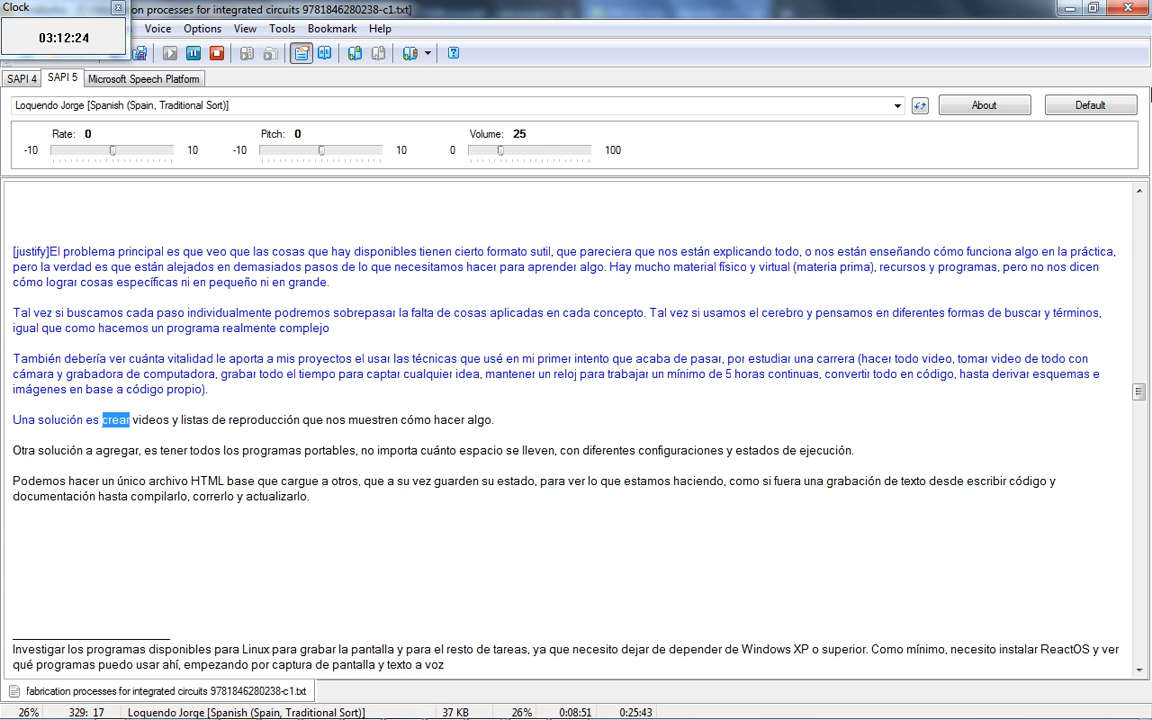 Clock
on processes for integrated circuits 9781846280238-c1.txt]
03:12:24
Voice Options View Tools Bookmark Help
SAPI 4 SAPI 5 Microsoft Speech Platform
Loquendo Jorge [Spanish (Spain, Traditional Sort)] About Default
Rate: 0 Pitch: 0 Volume: 25
-10 10 -10 10 0 100
[justify]El problema principal es que veo que las cosas que hay disponibles tienen cierto formato sutil, que pareciera que nos están explicando todo, o nos están enseñando cómo funciona algo en la práctica,
pero la verdad es que están alejados en demasiados pasos de lo que necesitamos hacer para aprender algo. Hay mucho material físico y virtual (materia prima), recursos y programas, pero no nos dicen
cómo lograr cosas específicas ni en pequeño ni en grande.
Tal vez si buscamos cada paso individualmente podremos sobrepasar la falta de cosas aplicadas en cada concepto. Tal vez si usamos el cerebro y pensamos en diferentes formas de buscar y términos,
igual que como hacemos un programa realmente complejo
También debería ver cuánta vitalidad le aporta a mis proyectos el usar las técnicas que usé en mi primer intento que acaba de pasar, por estudiar una carrera (hacer todo video, tomar video de todo con
cámara y grabadora de computadora, grabar todo el tiempo para captar cualquier idea, mantener un reloj para trabajar un mínimo de 5 horas continuas, convertir todo en código, hasta derivar esquemas e
imágenes en base a código propio).
Una solución es crear videos y listas de reproducción que nos muestren cómo hacer algo.
Otra solución a agregar, es tener todos los programas portables, no importa cuánto espacio se lleven, con diferentes configuraciones y estados de ejecución.
Podemos hacer un único archivo HTML base que cargue a otros, que a su vez guarden su estado, para ver lo que estamos haciendo, como si fuera una grabación de texto desde escribir código y
documentación hasta compilarlo, correrlo y actualizarlo.
Investigar los programas disponibles para Linux para grabar la pantalla y para el resto de tareas, ya que necesito dejar de depender de Windows XP o superior. Como mínimo, necesito instalar ReactOS y ver
qué programas puedo usar ahí, empezando por captura de pantalla y texto a voz
fabrication processes for integrated circuits 9781846280238-c1.txt
26% 329: 17 Loquendo Jorge [Spanish (Spain, Traditional Sort)] 37 KB 26% 0:08:51 0:25:43